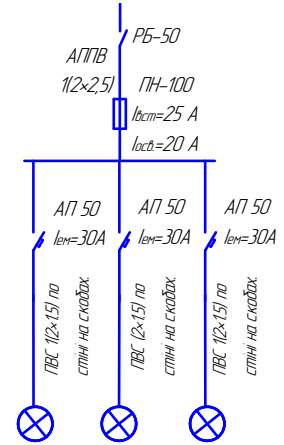 РБ-50
АППВ
1(2×2,5)
ПН-100
Iвст=25 А
Iосв.=20 А
АП 50
Iем=30А
АП 50
Iем=30А
АП 50
Iем=30А
ПВС 1(2×1.5) по
стіні на скобах.
ПВС (2×1.5) по
стіні на скобах.
ПВС 1(2×1.5) по
стіні на скобах.